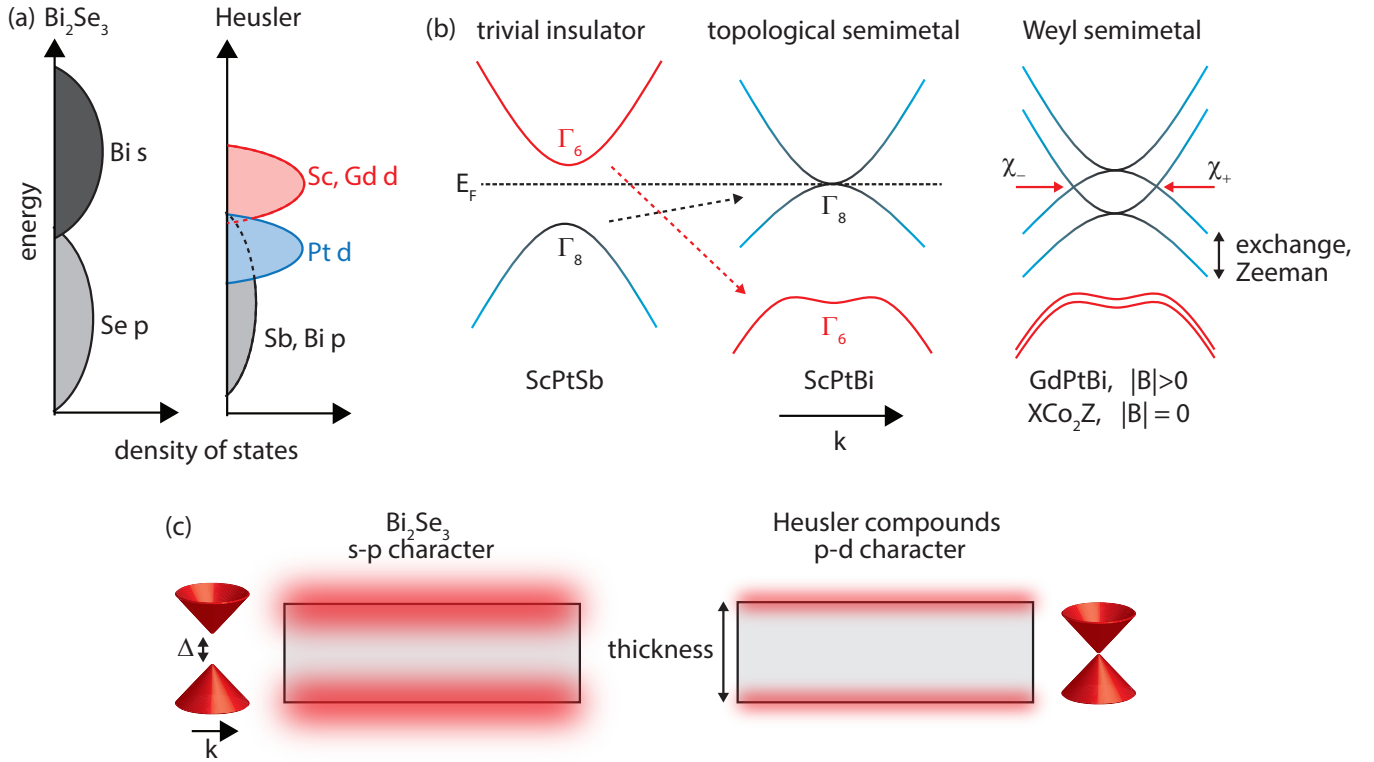 (a) Bi₂Se₃
Heusler
energy
Bi s
Se p
Sc, Gd d
Pt d
Sb, Bi p
density of states
(b)
trivial insulator
topological semimetal
Weyl semimetal
E_F
Γ₆
Γ₈
Γ₈
Γ₆
χ₋
χ₊
exchange,
Zeeman
ScPtSb
ScPtBi
GdPtBi, |B|>0
XCo₂Z, |B| = 0
k
(c)
Bi₂Se₃
s-p character
Heusler compounds
p-d character
Δ
k
thickness